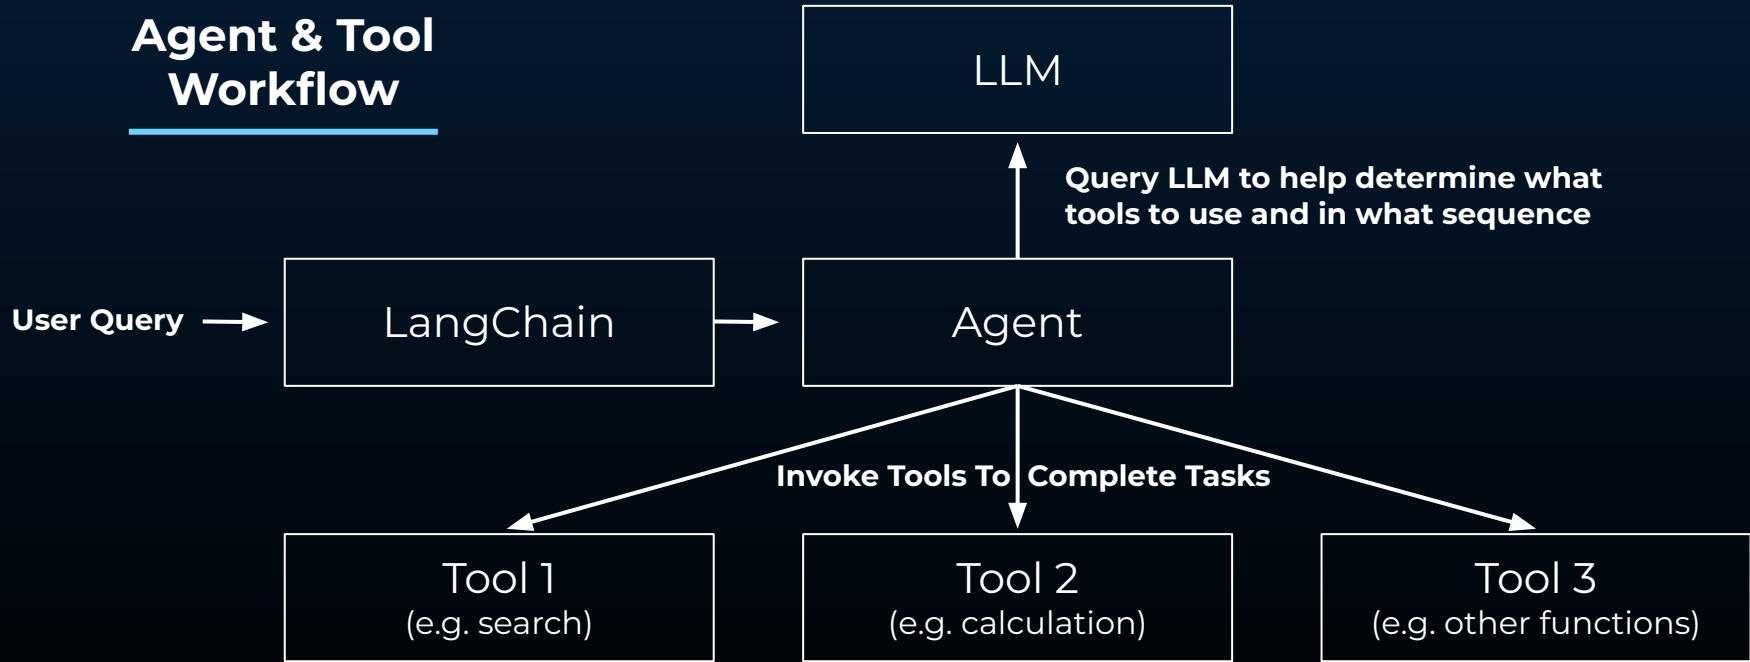 Agent & Tool
Workflow
LLM
Query LLM to help determine what
tools to use and in what sequence
User Query
LangChain
Agent
Invoke Tools To Complete Tasks
Tool 1
(e.g. search)
Tool 2
(e.g. calculation)
Tool 3
(e.g. other functions)